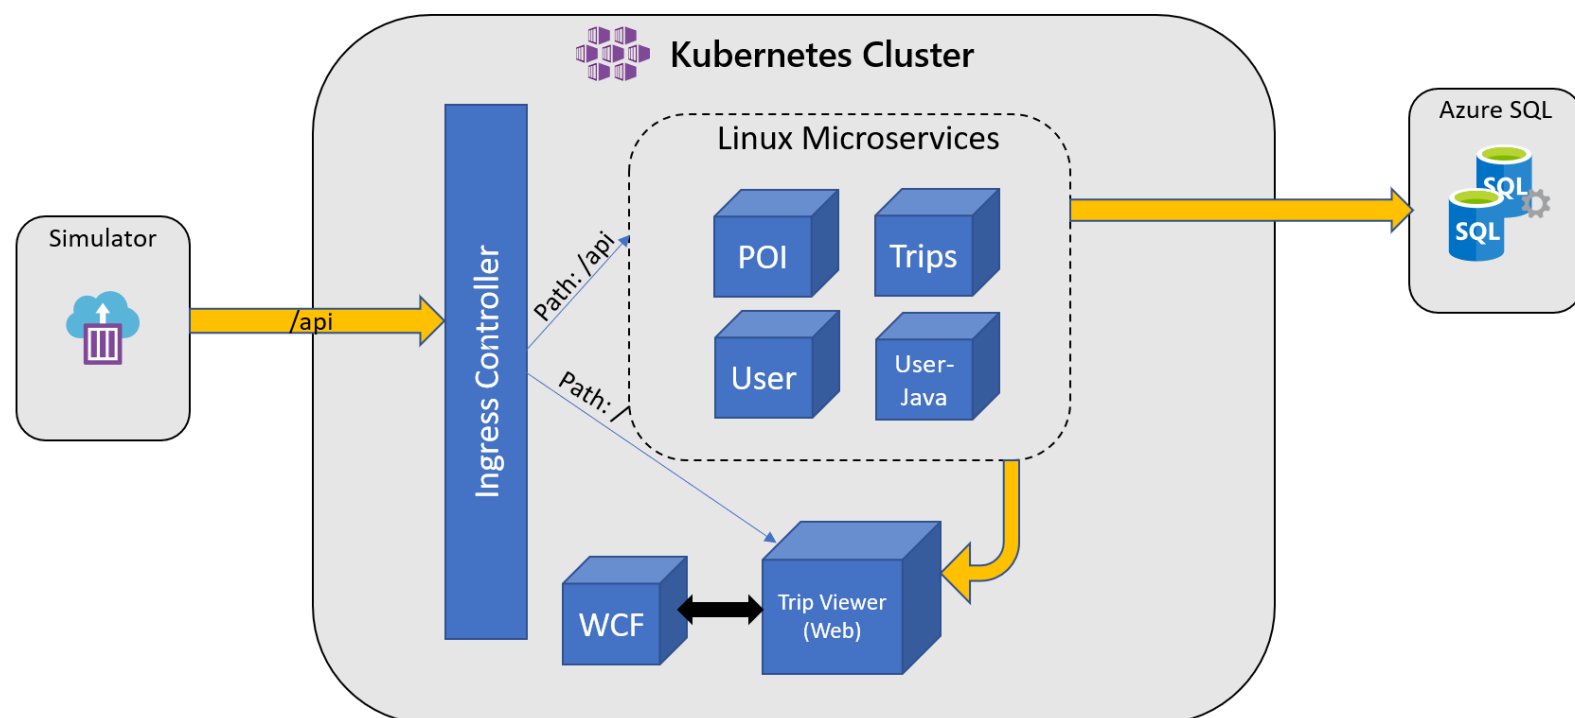 Kubernetes Cluster
Azure SQL
SQL
SQL
Linux Microservices
POI
Trips
User
User-
Java
Simulator
/api
Ingress Controller
Path: /api
Path: /
WCF
Trip Viewer
(Web)